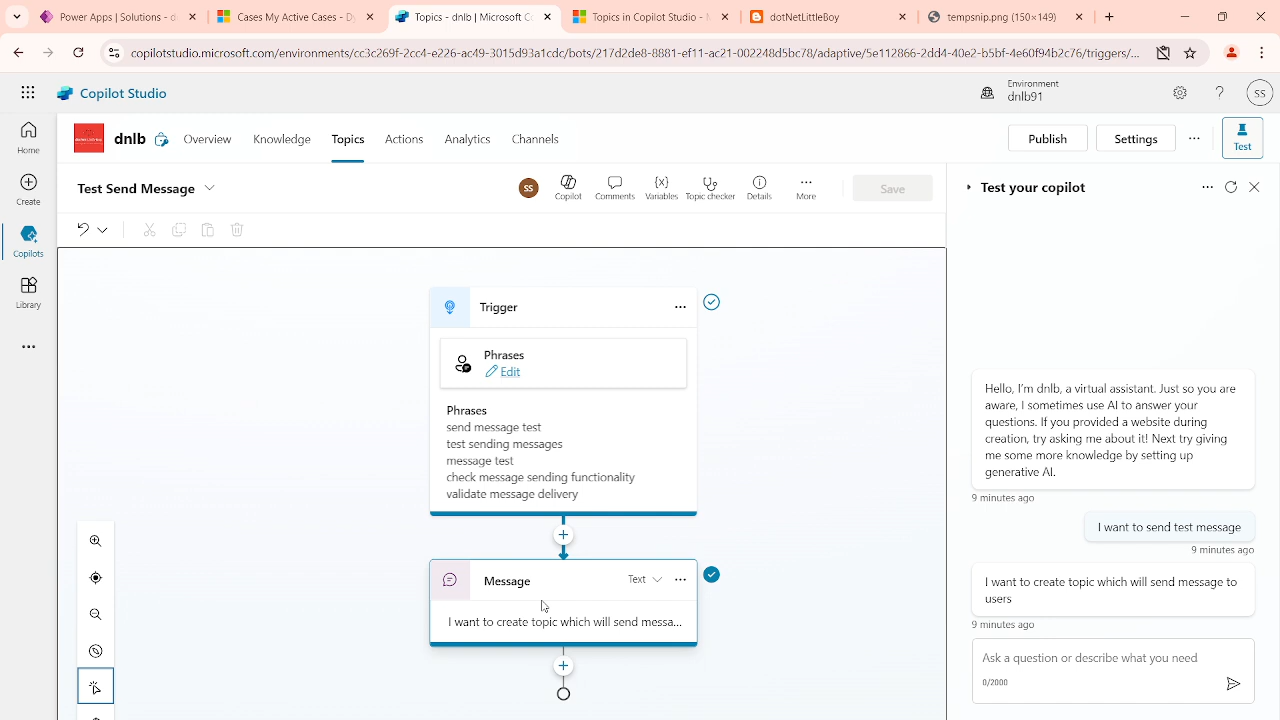 Power Apps | Solutions - d
Cases My Active Cases - Dy
Topics - dnlb | Microsoft C
Topics in Copilot Studio - M
dotNetLittleBoy
tempsnip.png (150×149)
copilotstudio.microsoft.com/environments/cc3c269f-2cc4-e226-ac49-3015d93a1cdc/bots/217d2de8-8881-ef11-ac21-002248d5bc78/adaptive/5e112866-2dd4-40e2-b5bf-4e60f94b2c76/triggers/...
Copilot Studio
Environment
dnlb91
SS
Home
Create
Copilots
Library
dnlb
Overview
Knowledge
Topics
Actions
Analytics
Channels
Publish
Settings
Test
Test Send Message
SS
Copilot
Comments
Variables
Topic checker
Details
More
Save
Trigger
Phrases
Edit
Phrases
send message test
test sending messages
message test
check message sending functionality
validate message delivery
Message
Text
I want to create topic which will send messa...
Test your copilot
Hello, I'm dnlb, a virtual assistant. Just so you are
aware, I sometimes use AI to answer your
questions. If you provided a website during
creation, try asking me about it! Next try giving
me some more knowledge by setting up
generative AI.
9 minutes ago
I want to send test message
9 minutes ago
I want to create topic which will send message to
users
9 minutes ago
Ask a question or describe what you need
0/2000